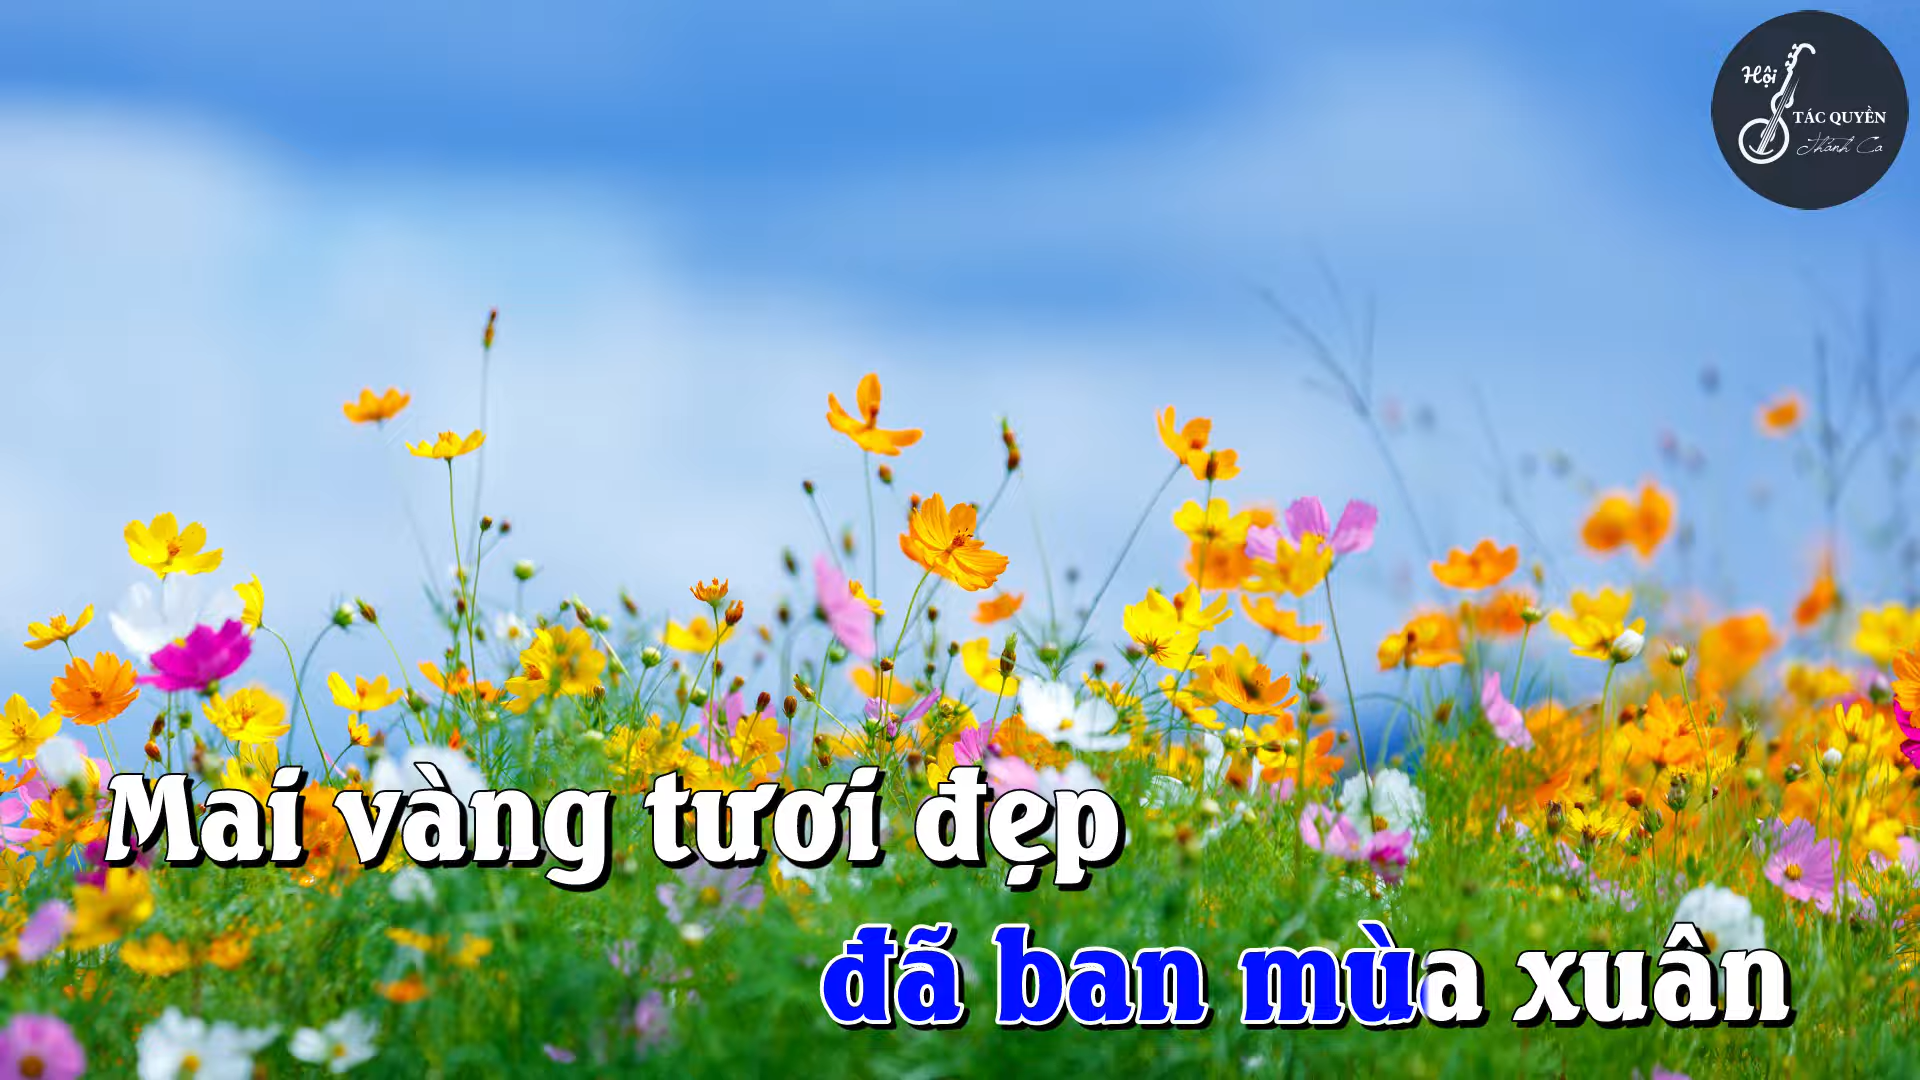 Hội
TÁC QUYỀN
Thánh Ca
Mai vàng tươi đẹp
đã ban mùa xuân